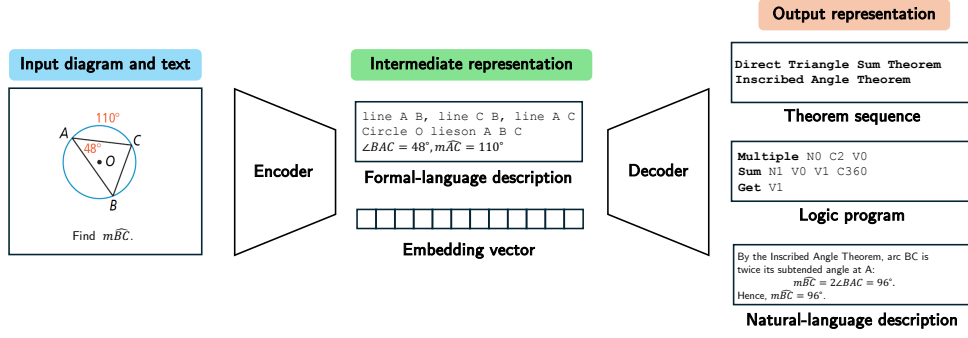 Input diagram and text
110°
A
C
48°
O
B
Find m\widehat{BC}.
Encoder
Intermediate representation
line A B, line C B, line A C
Circle O lieson A B C
∠BAC = 48°, m\widehat{AC} = 110°
Formal-language description
Embedding vector
Decoder
Output representation
Direct Triangle Sum Theorem
Inscribed Angle Theorem
Theorem sequence
Multiple N0 C2 V0
Sum N1 V0 V1 C360
Get V1
Logic program
By the Inscribed Angle Theorem, arc BC is
twice its subtended angle at A:
m\widehat{BC} = 2∠BAC = 96°.
Hence, m\widehat{BC} = 96°.
Natural-language description